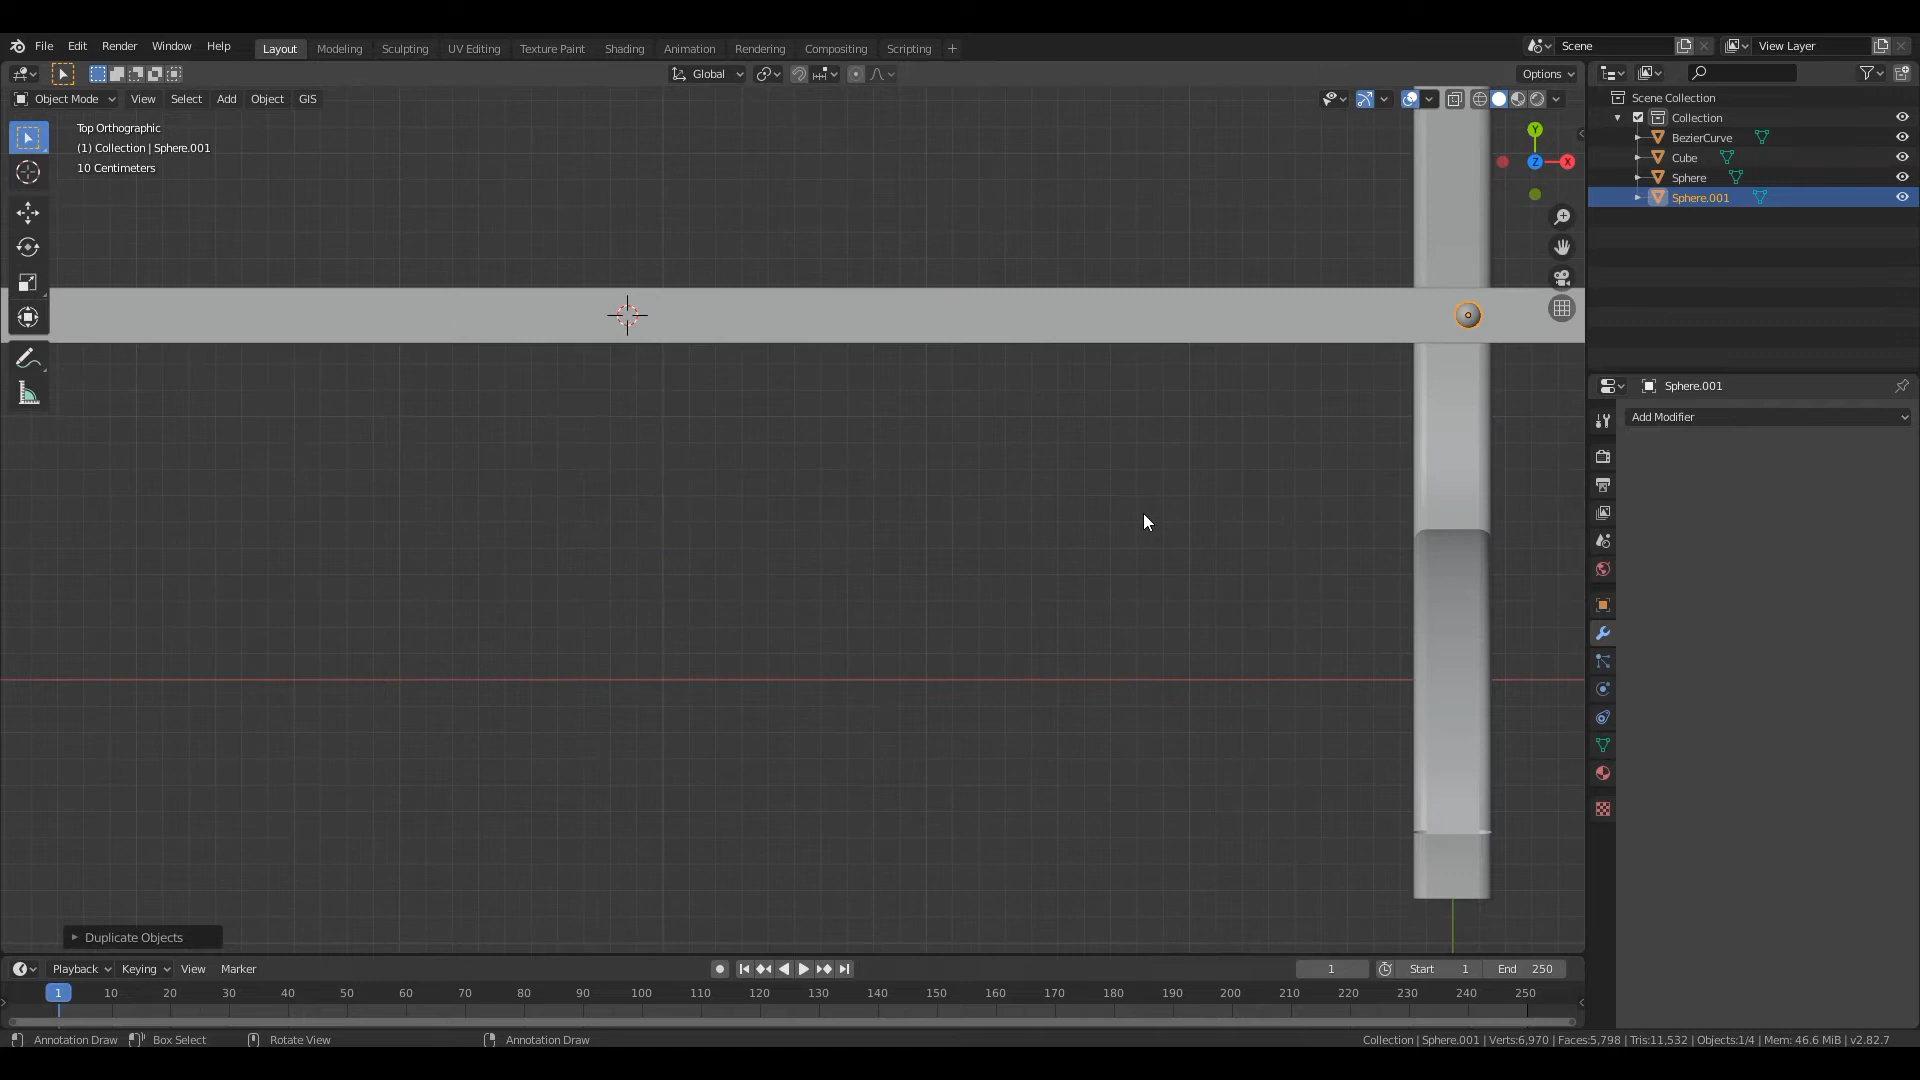 File Edit Render Window Help Layout Modeling Sculpting UV Editing Texture Paint Shading Animation Rendering Compositing Scripting + Scene View Layer
Global Options
Object Mode View Select Add Object GIS
Scene Collection
Collection
BezierCurve
Cube
Sphere
Sphere.001
Top Orthographic
(1) Collection | Sphere.001
10 Centimeters
Y
Z X
Sphere.001
Add Modifier
Duplicate Objects
Playback Keying View Marker 1 Start 1 End 250
1 10 20 30 40 50 60 70 80 90 100 110 120 130 140 150 160 170 180 190 200 210 220 230 240 250
Annotation Draw Box Select Rotate View Annotation Draw Collection | Sphere.001 | Verts:6,970 | Faces:5,798 | Tris:11,532 | Objects:1/4 | Mem: 46.6 MiB | v2.82.7